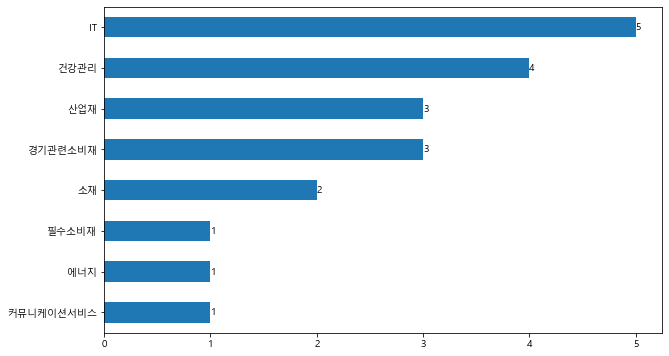 IT 5
건강관리 4
산업재 3
경기관련소비재 3
소재 2
필수소비재 1
에너지 1
커뮤니케이션서비스 1
0 1 2 3 4 5